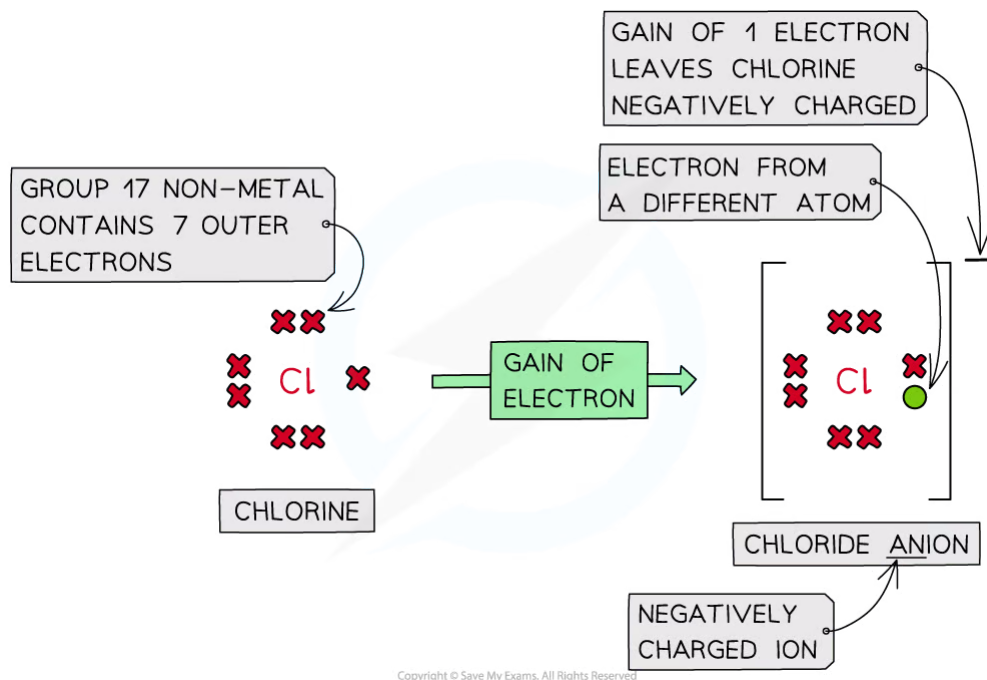 GAIN OF 1 ELECTRON
LEAVES CHLORINE
NEGATIVELY CHARGED
ELECTRON FROM
A DIFFERENT ATOM
GROUP 17 NON-METAL
CONTAINS 7 OUTER
ELECTRONS
Cl
GAIN OF
ELECTRON
Cl
CHLORINE
CHLORIDE ANION
NEGATIVELY
CHARGED ION
Copyright © Save My Exams. All Rights Reserved